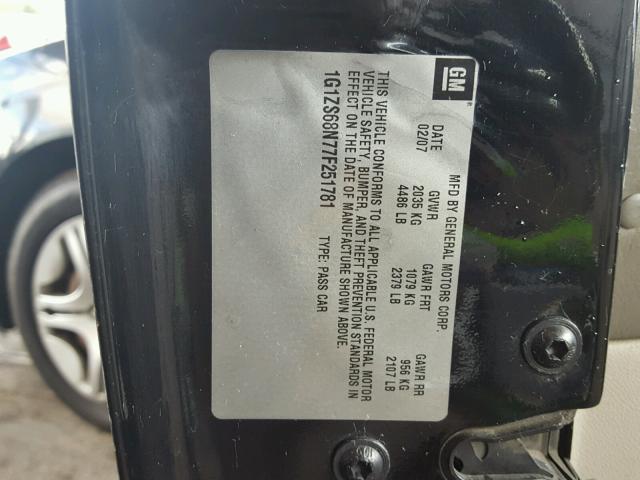 GM
MFD BY GENERAL MOTORS CORP.
DATE GVWR GAWR FRT GAWR RR
02/07 2035 KG 1079 KG 956 KG
4486 LB 2379 LB 2107 LB
THIS VEHICLE CONFORMS TO ALL APPLICABLE U.S. FEDERAL MOTOR
VEHICLE SAFETY, BUMPER, AND THEFT PREVENTION STANDARDS IN
EFFECT ON THE DATE OF MANUFACTURE SHOWN ABOVE.
1G1ZS68N77F251781 TYPE: PASS CAR